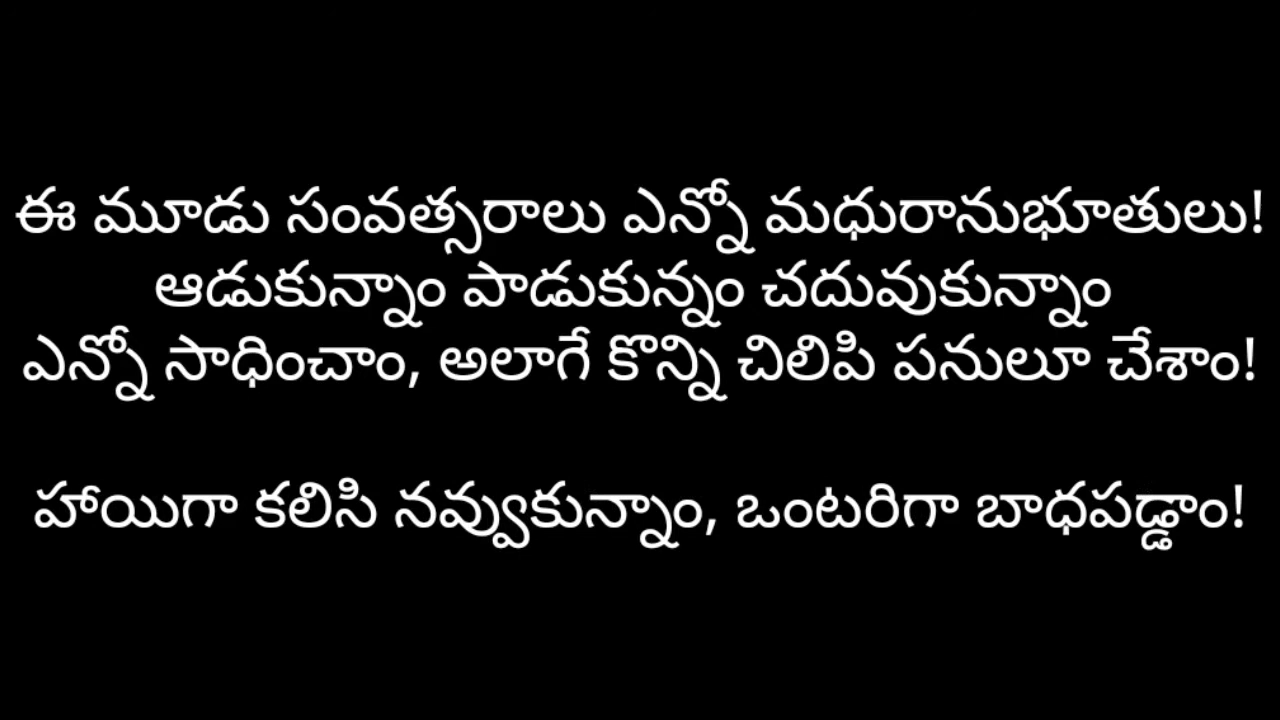 ఈ మూడు సంవత్సరాలు ఎన్నో మధురానుభూతులు!
ఆడుకున్నాం పాడుకున్నం చదువుకున్నాం
ఎన్నో సాధించాం, అలాగే కొన్ని చిలిపి పనులూ చేశాం!
హాయిగా కలిసి నవ్వుకున్నాం, ఒంటరిగా బాధపడ్డాం!